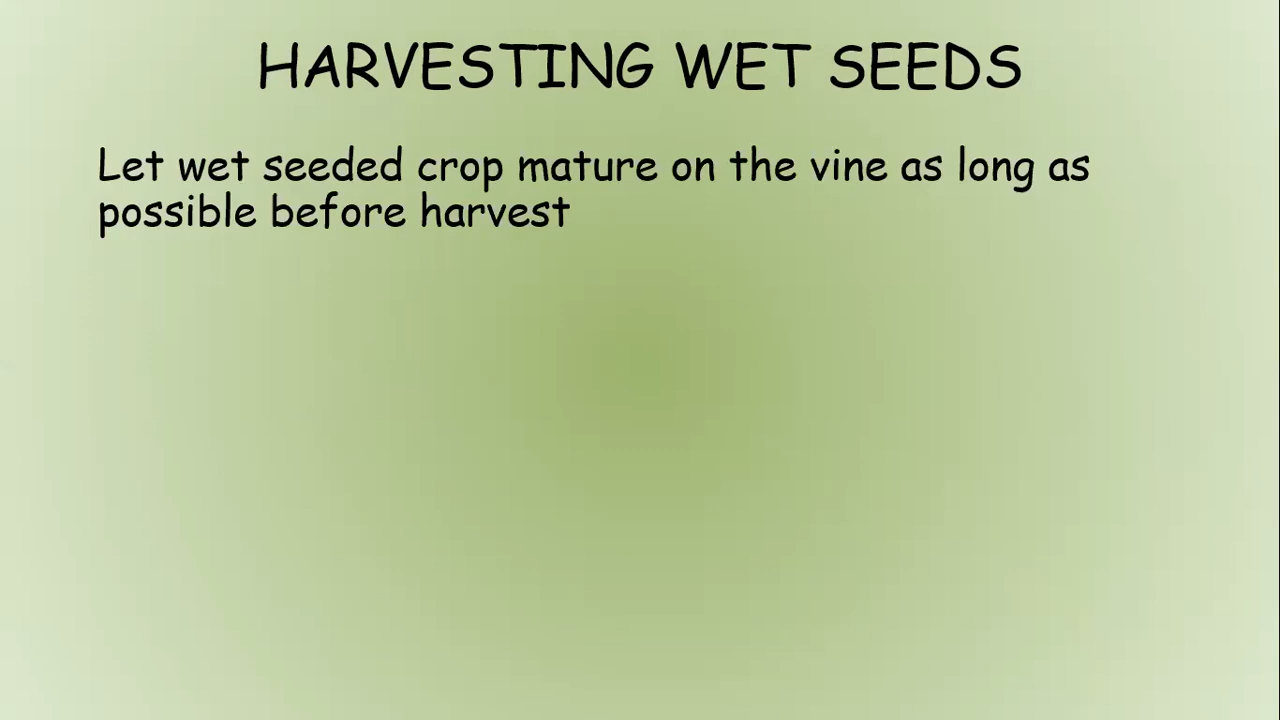 HARVESTING WET SEEDS
Let wet seeded crop mature on the vine as long as
possible before harvest